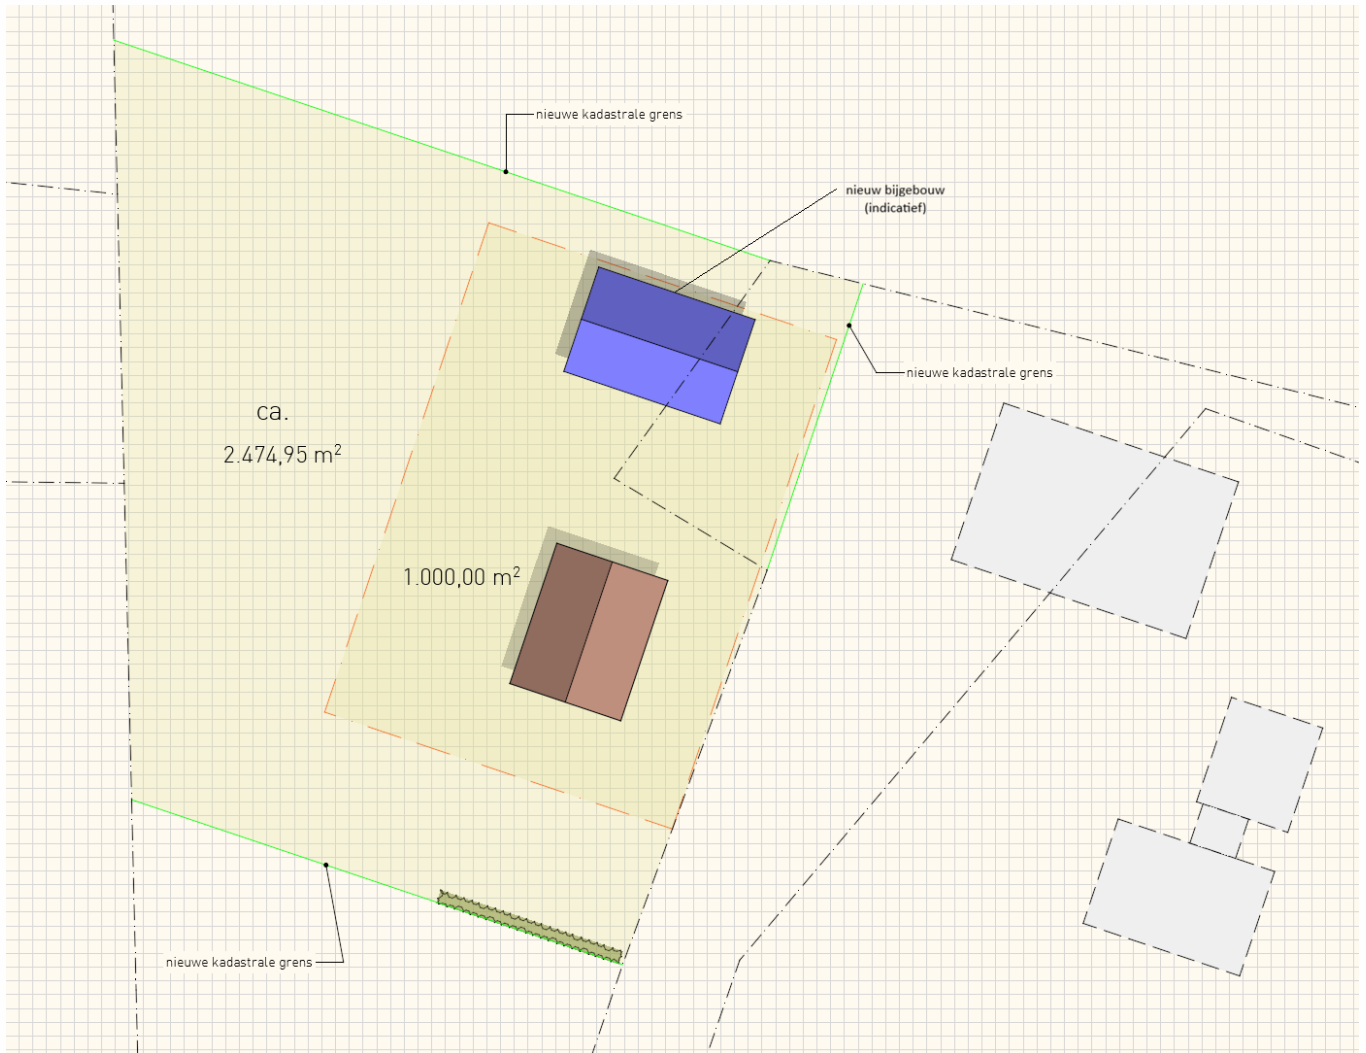 nieuwe kadastrale grens
nieuw bijgebouw
(indicatief)
nieuwe kadastrale grens
ca.
2.474,95 m²
1.000,00 m²
nieuwe kadastrale grens